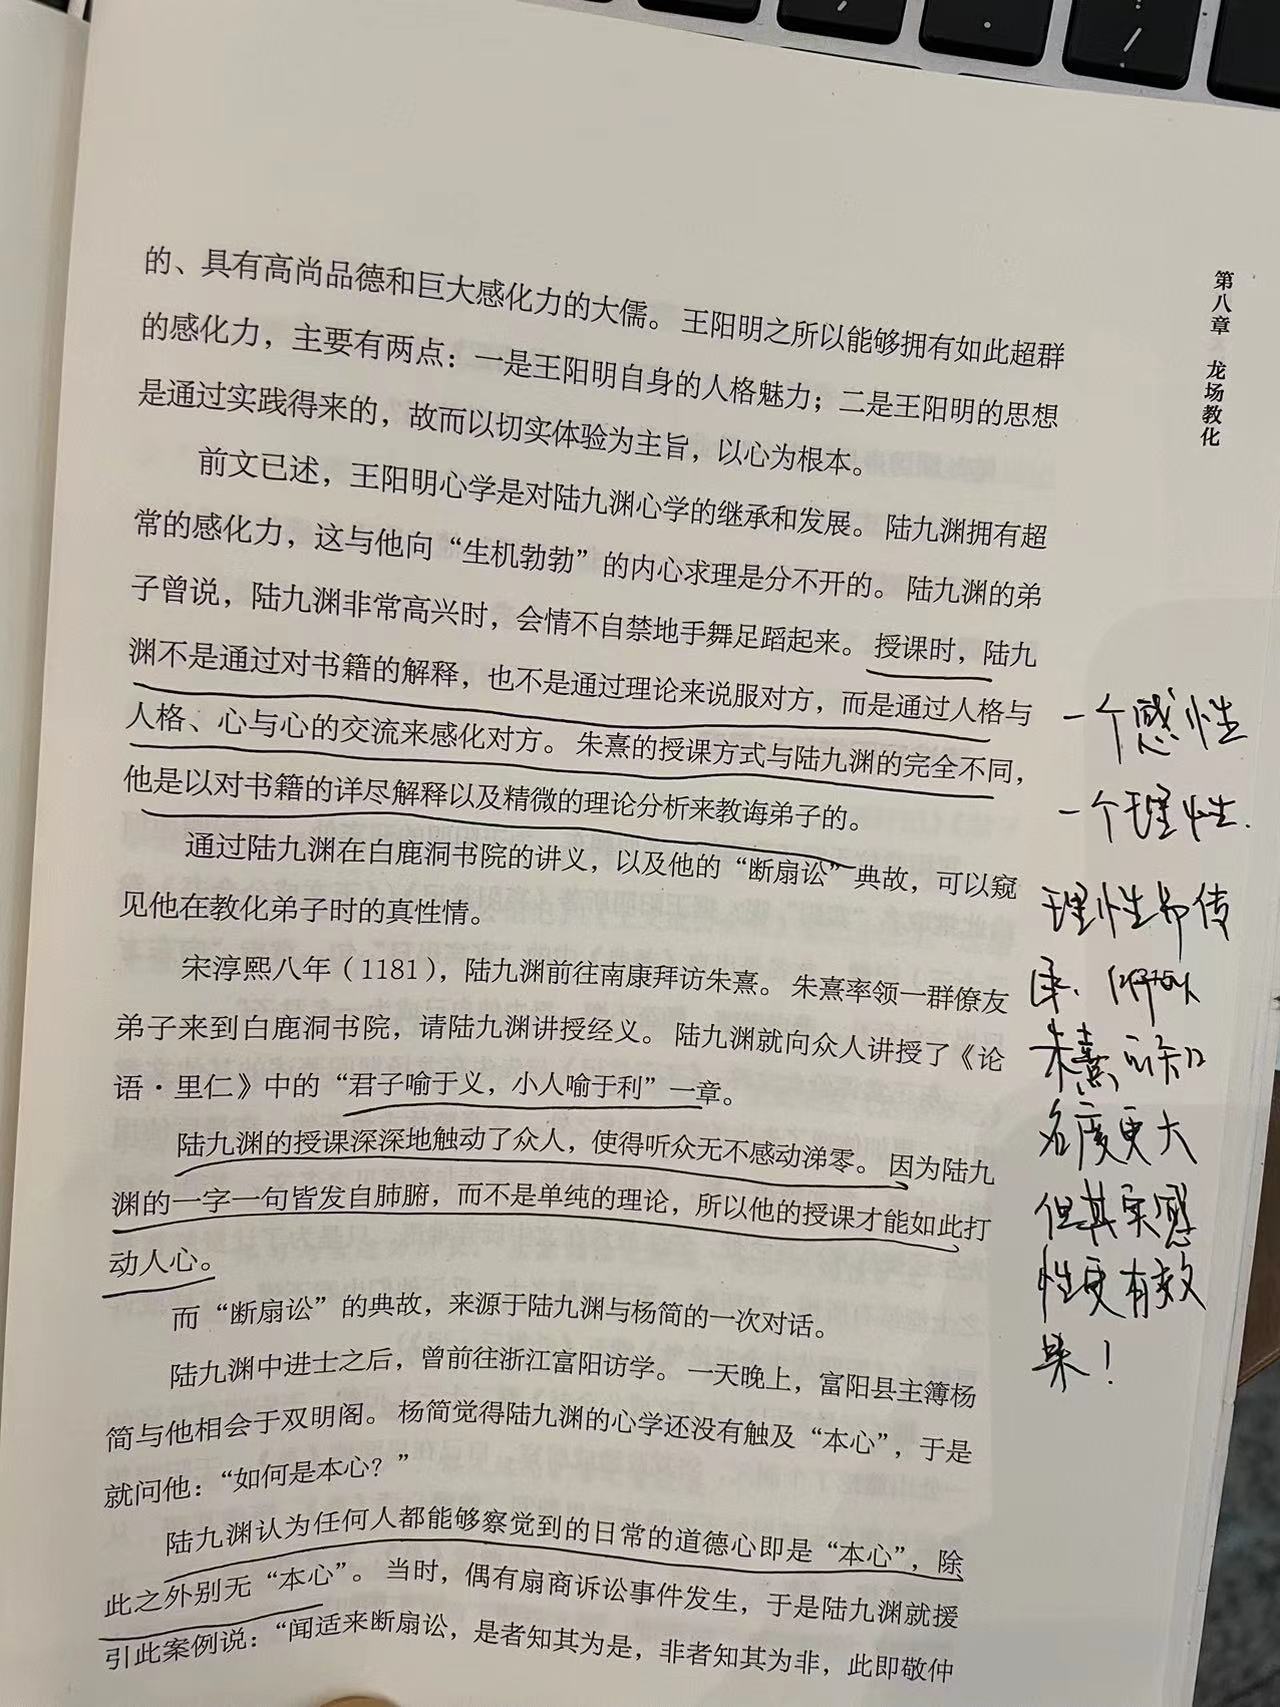 第八章 龙场教化
的、具有高尚品德和巨大感化力的大儒。王阳明之所以能够拥有如此超群
的感化力，主要有两点：一是王阳明自身的人格魅力；二是王阳明的思想
是通过实践得来的，故而以切实体验为主旨，以心为根本。
前文已述，王阳明心学是对陆九渊心学的继承和发展。陆九渊拥有超
常的感化力，这与他向“生机勃勃”的内心求理是分不开的。陆九渊的弟
子曾说，陆九渊非常高兴时，会情不自禁地手舞足蹈起来。授课时，陆九
渊不是通过对书籍的解释，也不是通过理论来说服对方，而是通过人格与
人格、心与心的交流来感化对方。朱熹的授课方式与陆九渊的完全不同，
他是以对书籍的详尽解释以及精微的理论分析来教诲弟子的。
通过陆九渊在白鹿洞书院的讲义，以及他的“断扇讼”典故，可以窥
见他在教化弟子时的真性情。
宋淳熙八年（1181），陆九渊前往南康拜访朱熹。朱熹率领一群僚友
弟子来到白鹿洞书院，请陆九渊讲授经义。陆九渊就向众人讲授了《论
语·里仁》中的“君子喻于义，小人喻于利”一章。
陆九渊的授课深深地触动了众人，使得听众无不感动涕零。因为陆九
渊的一字一句皆发自肺腑，而不是单纯的理论，所以他的授课才能如此打
动人心。
而“断扇讼”的典故，来源于陆九渊与杨简的一次对话。
陆九渊中进士之后，曾前往浙江富阳访学。一天晚上，富阳县主簿杨
简与他相会于双明阁。杨简觉得陆九渊的心学还没有触及“本心”，于是
就问他：“如何是本心？”
陆九渊认为任何人都能够察觉到的日常的道德心即是“本心”，除
此之外别无“本心”。当时，偶有扇商诉讼事件发生，于是陆九渊就援
引此案例说：“闻适来断扇讼，是者知其为是，非者知其为非，此即敬仲
一个感性
一个理性.
理性易传
所以
朱熹 知
名度更大
但其实感
性更有效
果！